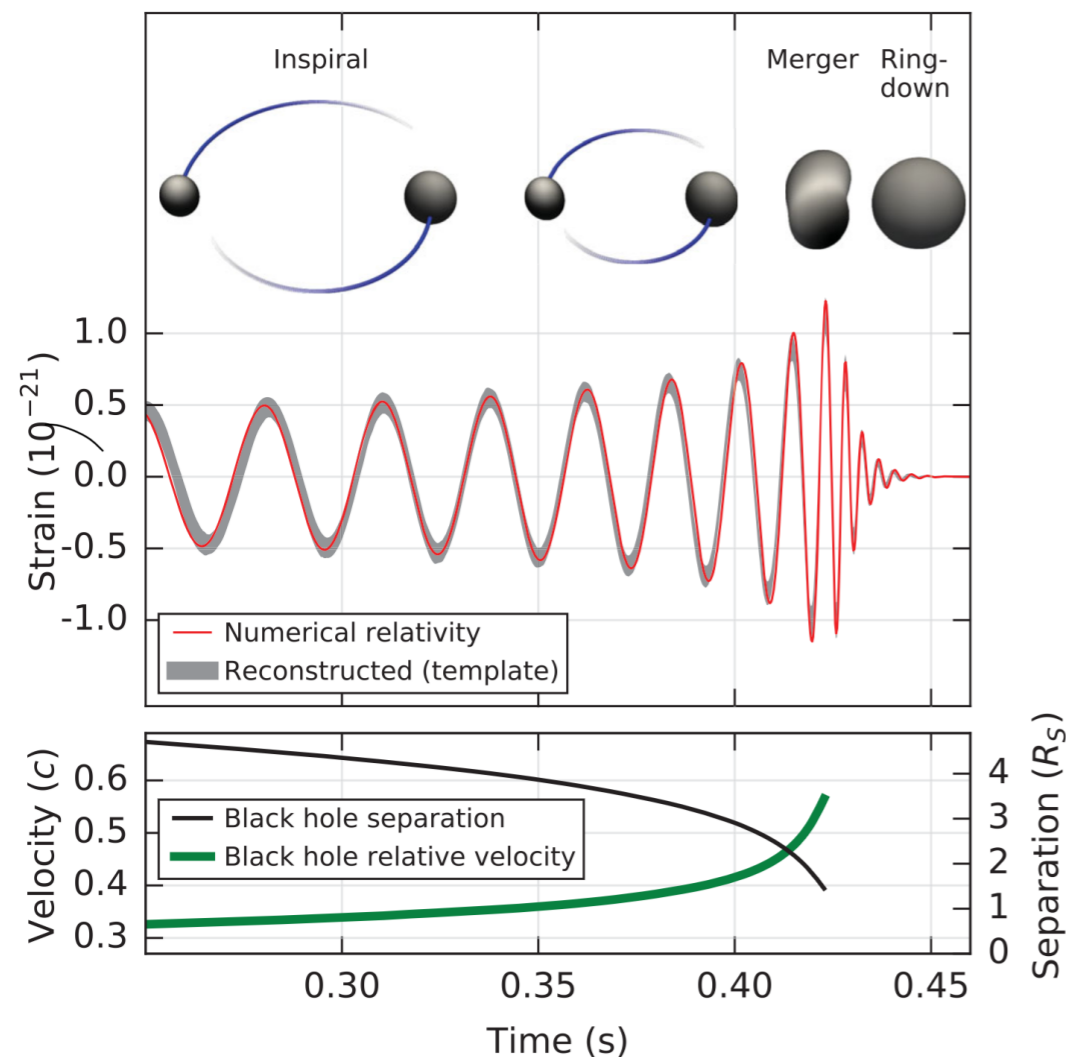 Inspiral
Merger
Ring-
down
Strain (10⁻²¹)
1.0
0.5
0.0
-0.5
-1.0
Numerical relativity
Reconstructed (template)
Velocity (c)
0.6
0.5
0.4
0.3
Black hole separation
Black hole relative velocity
Separation (R_S)
4
3
2
1
0
0.30
0.35
0.40
0.45
Time (s)